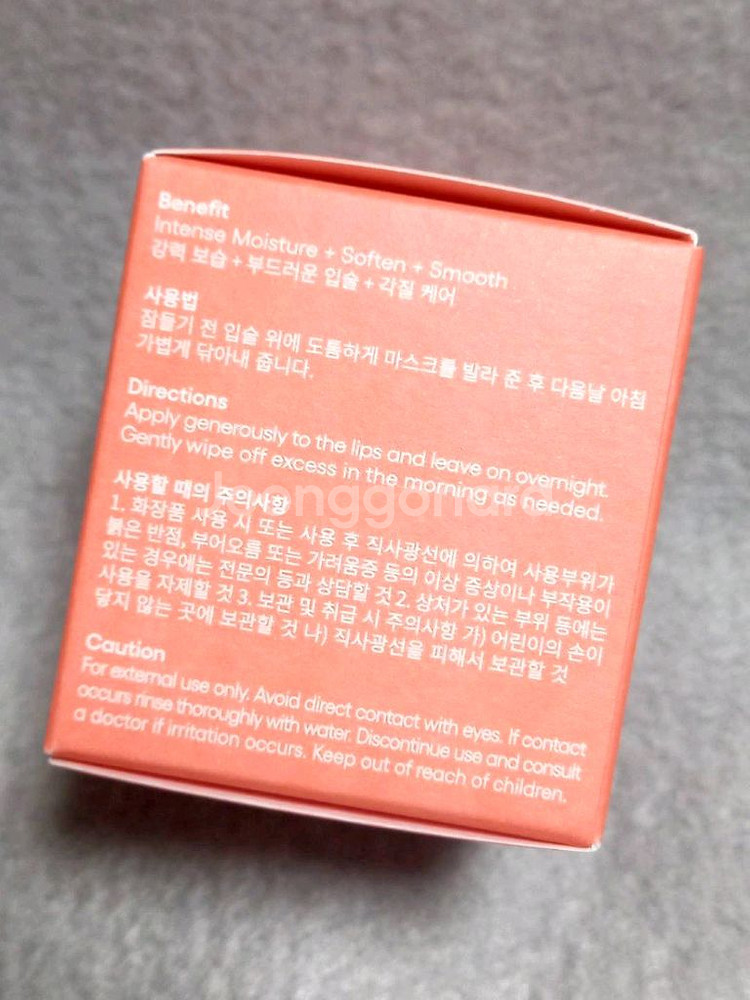 Benefit
Intense Moisture + Soften + Smooth
강력 보습 + 부드러운 입술 + 각질 케어
사용법
잠들기 전 입술 위에 도톰하게 마스크를 발라 준 후 다음날 아침
가볍게 닦아내 줍니다.
Directions
Apply generously to the lips and leave on overnight.
Gently wipe off excess in the morning as needed.
사용할 때의 주의사항
Joonggonara
1. 화장품 사용 시 또는 사용 후 직사광선에 의하여 사용부위가
붉은 반점, 부어오름 또는 가려움증 등의 이상 증상이나 부작용이
있는 경우에는 전문의 등과 상담할 것 2. 상처가 있는 부위 등에는
사용을 자제할 것 3. 보관 및 취급 시 주의사항 가) 어린이의 손이
닿지 않는 곳에 보관할 것 나) 직사광선을 피해서 보관할 것
Caution
For external use only. Avoid direct contact with eyes. If contact
occurs rinse thoroughly with water. Discontinue use and consult
a doctor if irritation occurs. Keep out of reach of children.